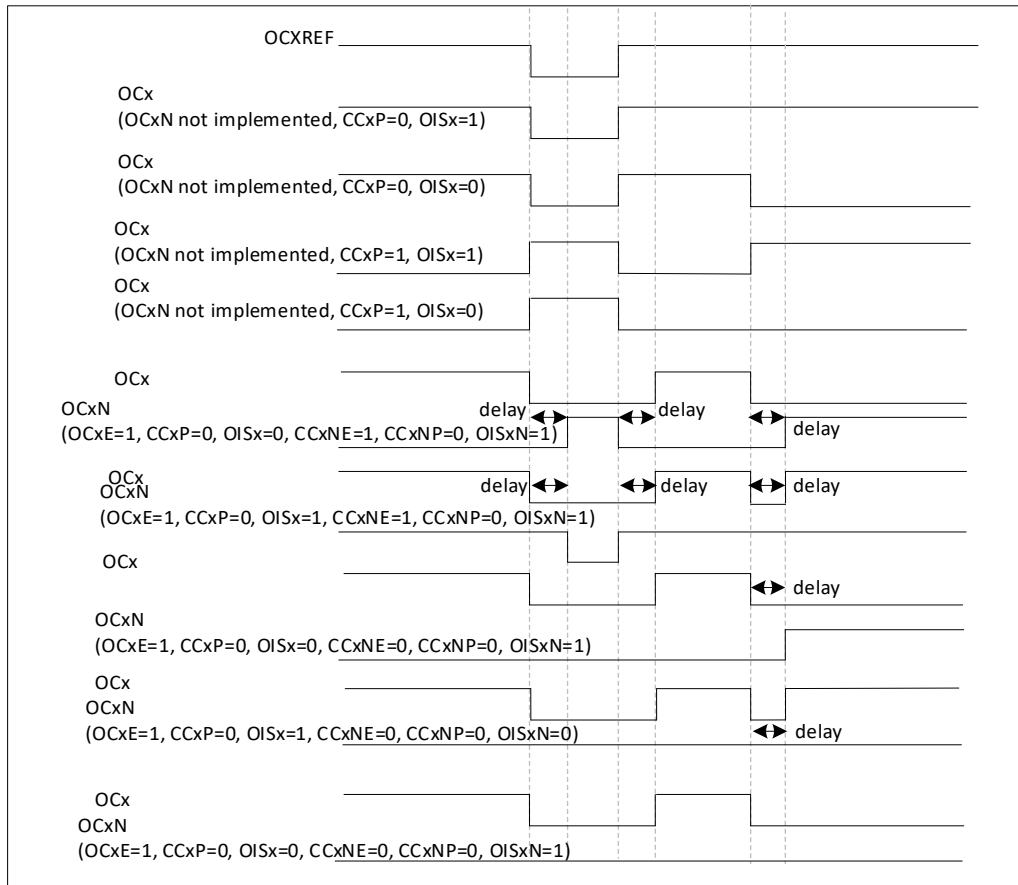 OCXREF
OCx
(OCxN not implemented, CCxP=0, OISx=1)
OCx
(OCxN not implemented, CCxP=0, OISx=0)
OCx
(OCxN not implemented, CCxP=1, OISx=1)
OCx
(OCxN not implemented, CCxP=1, OISx=0)
OCx
OCxN
delay
delay
delay
(OCxE=1, CCxP=0, OISx=0, CCxNE=1, CCxNP=0, OISxN=1)
OCx
OCxN
delay
delay
delay
(OCxE=1, CCxP=0, OISx=1, CCxNE=1, CCxNP=0, OISxN=1)
OCx
delay
OCxN
(OCxE=1, CCxP=0, OISx=0, CCxNE=0, CCxNP=0, OISxN=1)
OCx
OCxN
(OCxE=1, CCxP=0, OISx=1, CCxNE=0, CCxNP=0, OISxN=0)
delay
OCx
OCxN
(OCxE=1, CCxP=0, OISx=0, CCxNE=0, CCxNP=0, OISxN=1)